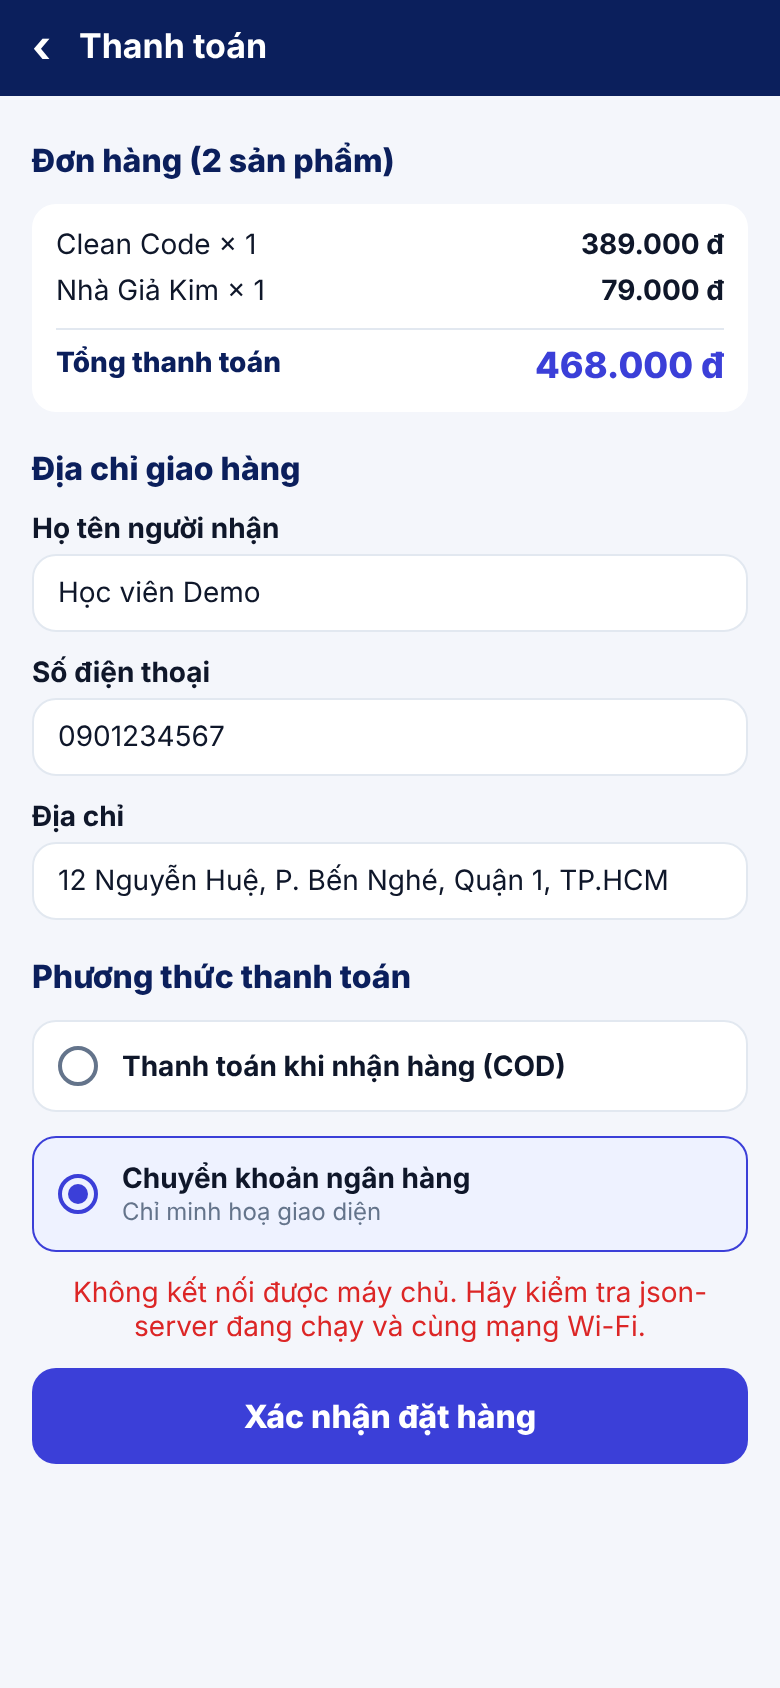 ‹ Thanh toán
Đơn hàng (2 sản phẩm)
Clean Code × 1 389.000 đ
Nhà Giả Kim × 1 79.000 đ
Tổng thanh toán 468.000 đ
Địa chỉ giao hàng
Họ tên người nhận
Học viên Demo
Số điện thoại
0901234567
Địa chỉ
12 Nguyễn Huệ, P. Bến Nghé, Quận 1, TP.HCM
Phương thức thanh toán
Thanh toán khi nhận hàng (COD)
Chuyển khoản ngân hàng
Chỉ minh hoạ giao diện
Không kết nối được máy chủ. Hãy kiểm tra json-
server đang chạy và cùng mạng Wi-Fi.
Xác nhận đặt hàng